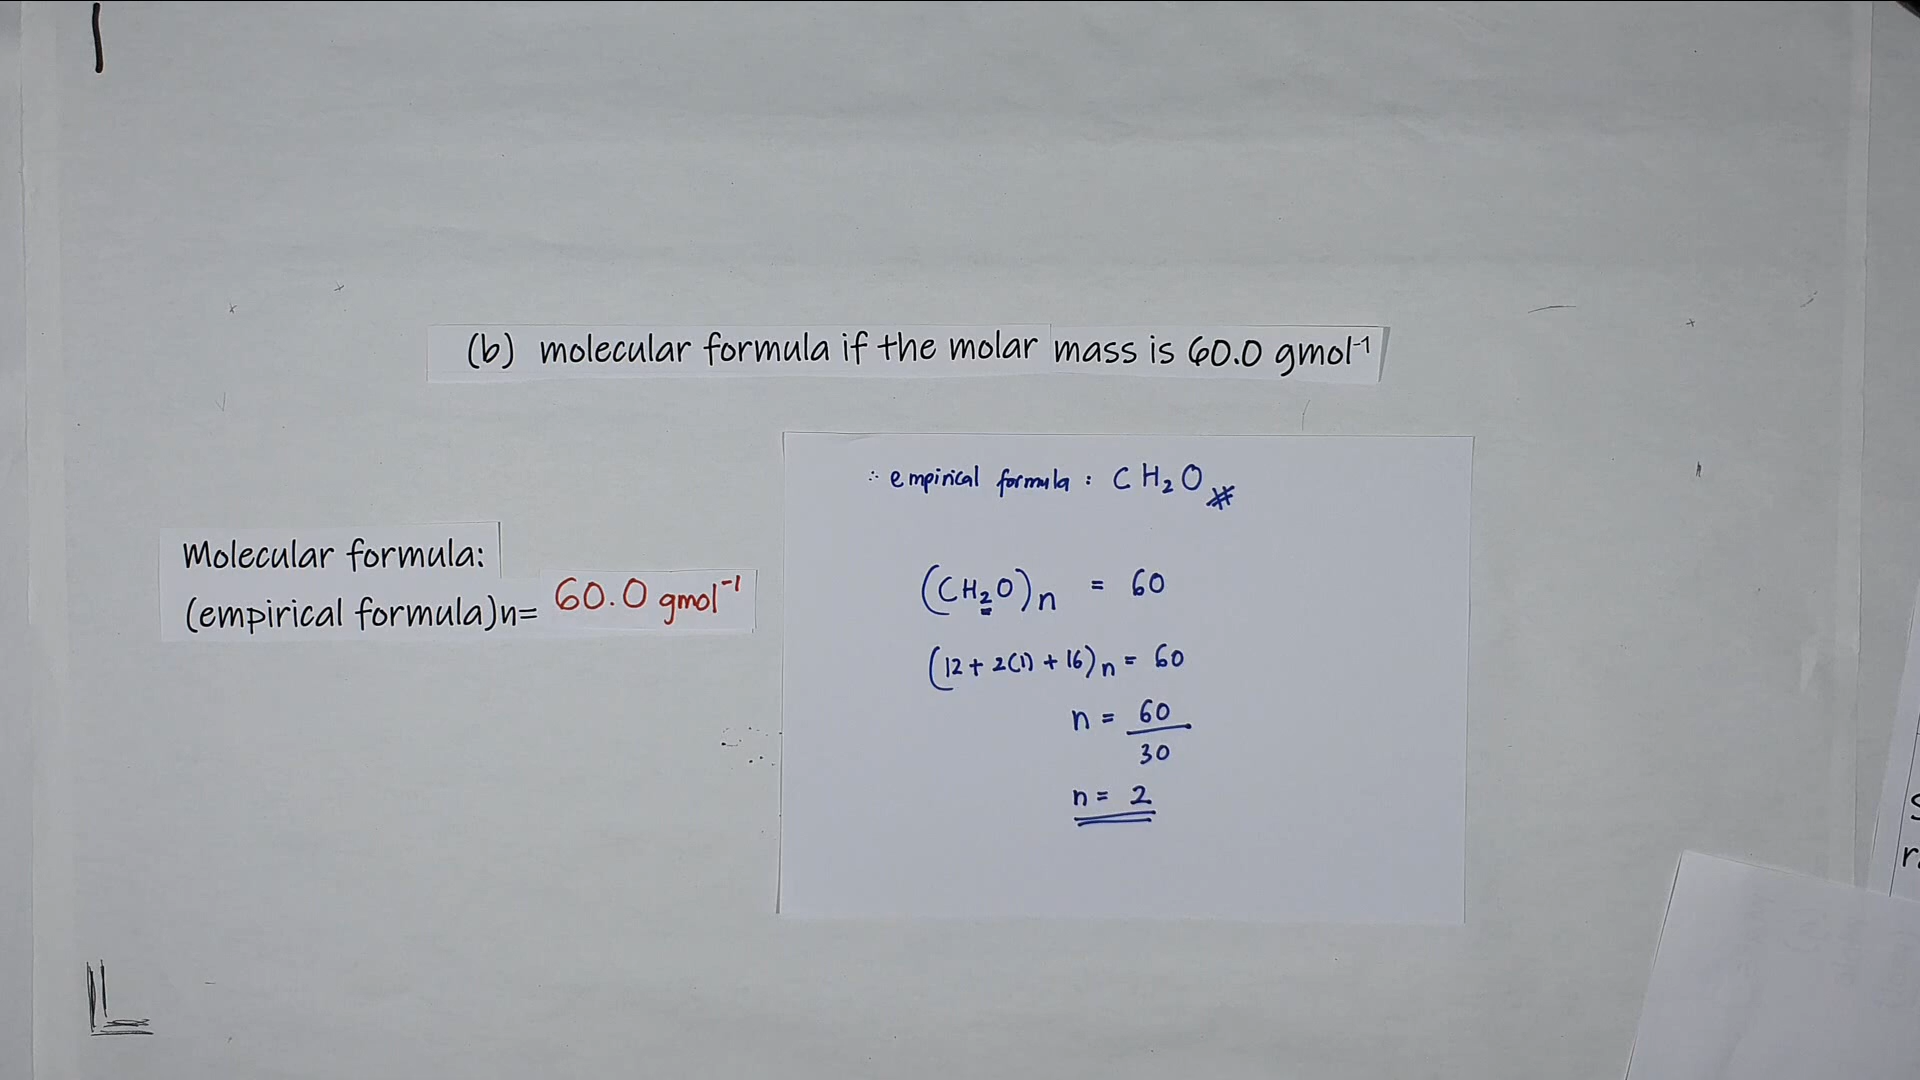 (b) molecular formula if the molar mass is 60.0 gmol⁻¹
Molecular formula:
(empirical formula)n= 60.0 gmol⁻¹
∴ empirical formula : CH₂O
(CH₂O)n = 60
(12 + 2(1) + 16)n = 60
n = 60
30
n = 2